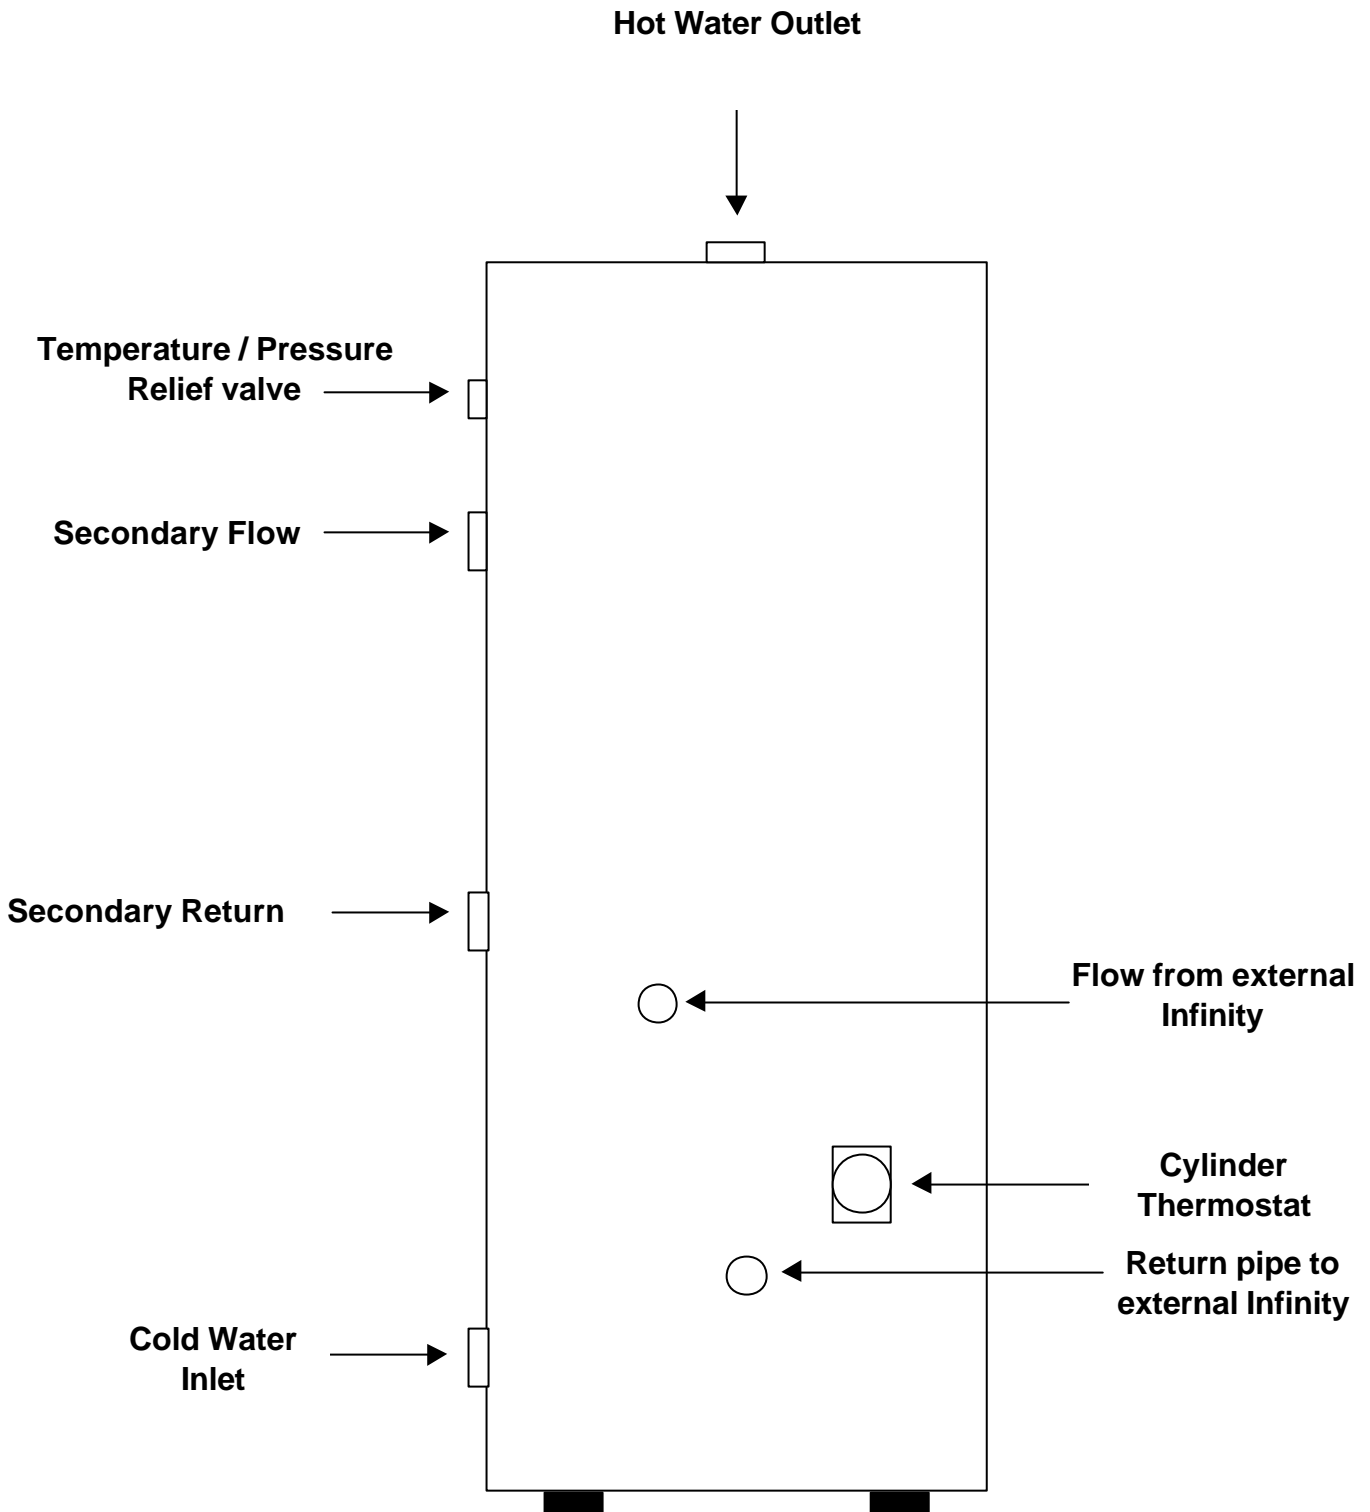 Hot Water Outlet
Temperature / Pressure
Relief valve
Secondary Flow
Secondary Return
Flow from external
Infinity
Cylinder
Thermostat
Return pipe to
external Infinity
Cold Water
Inlet